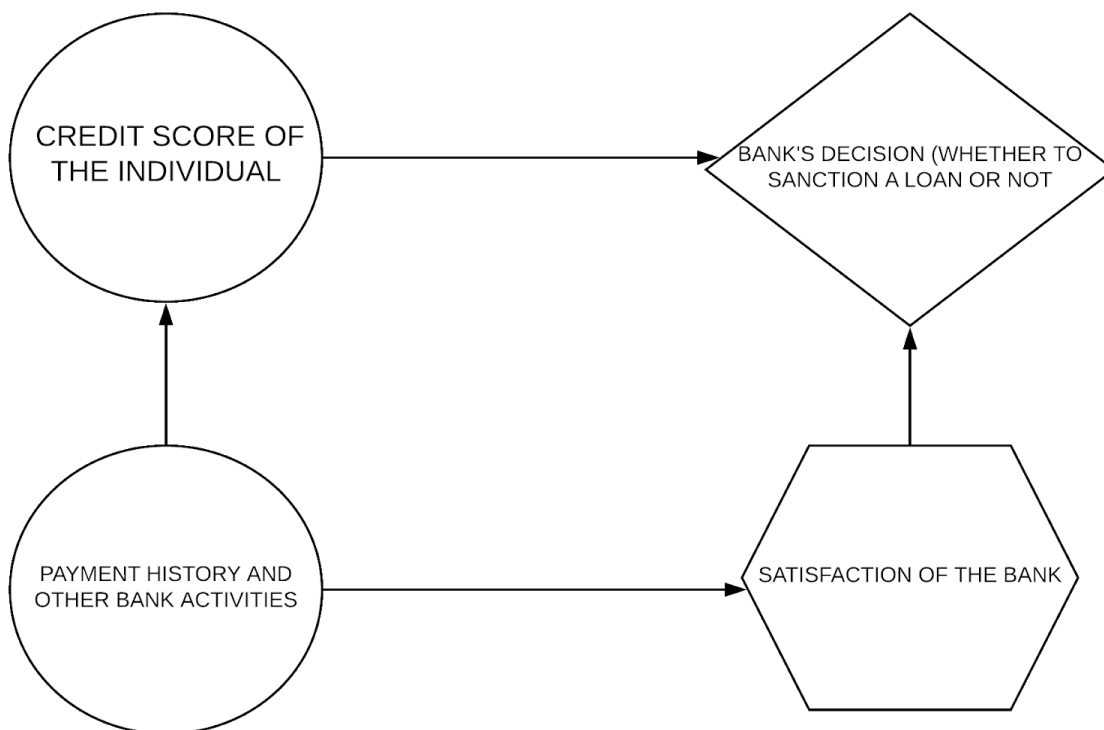 CREDIT SCORE OF
THE INDIVIDUAL
BANK'S DECISION (WHETHER TO
SANCTION A LOAN OR NOT
PAYMENT HISTORY AND
OTHER BANK ACTIVITIES
SATISFACTION OF THE BANK